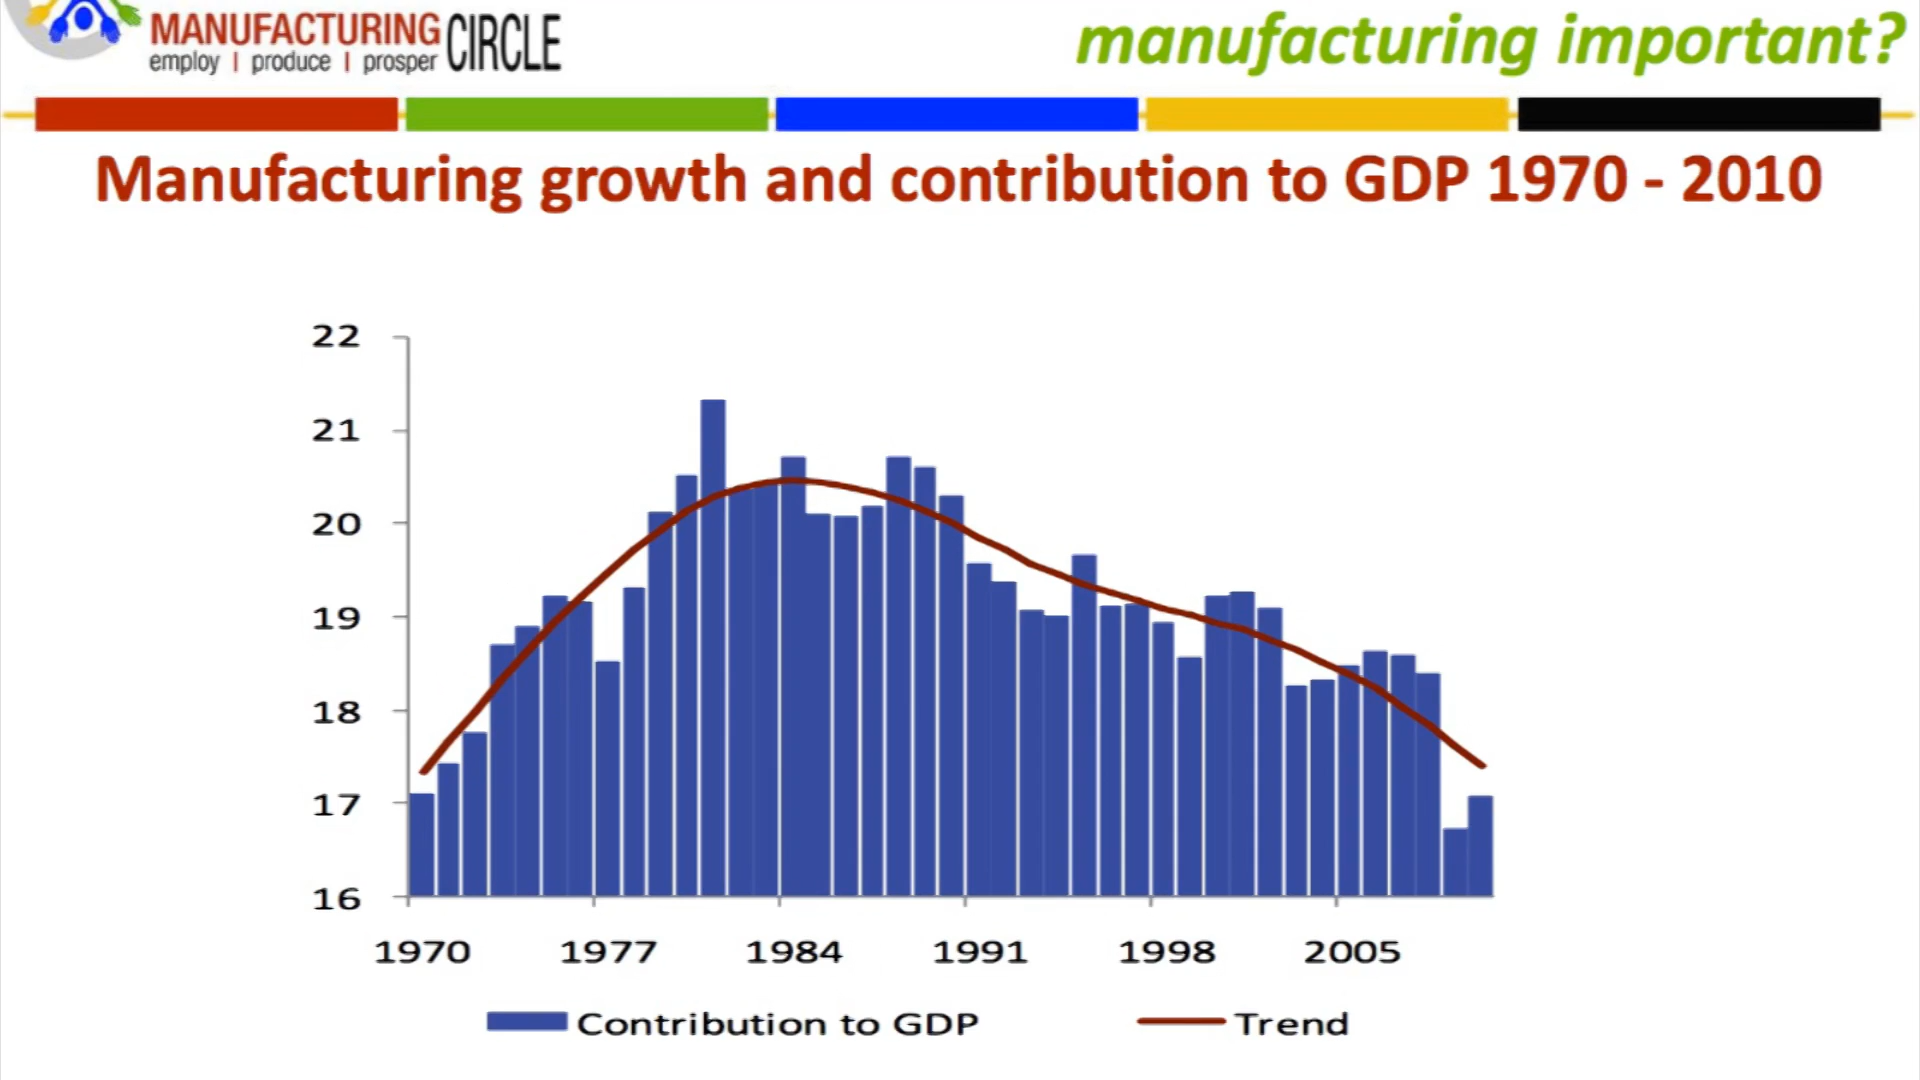 MANUFACTURING CIRCLE
employ | produce | prosper
manufacturing important?
Manufacturing growth and contribution to GDP 1970 - 2010
22
21
20
19
18
17
16
1970 1977 1984 1991 1998 2005
Contribution to GDP Trend